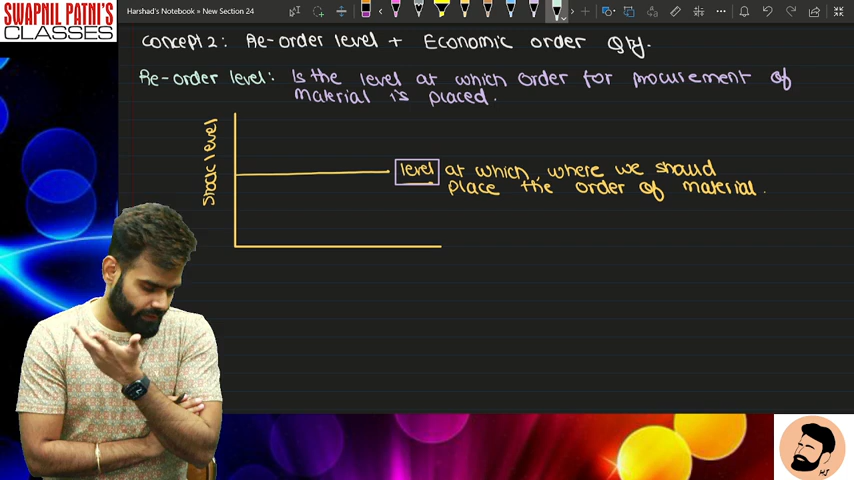 SWAPNIL PATNI'S
CLASSES
Harshad's Notebook » New Section 24
Concept 2: Re-order level + Economic order Qty.
Re-order level: Is the level at which order for procurement of
material is placed.
Stock level
level at which, where we should
place the order of material.
HJ